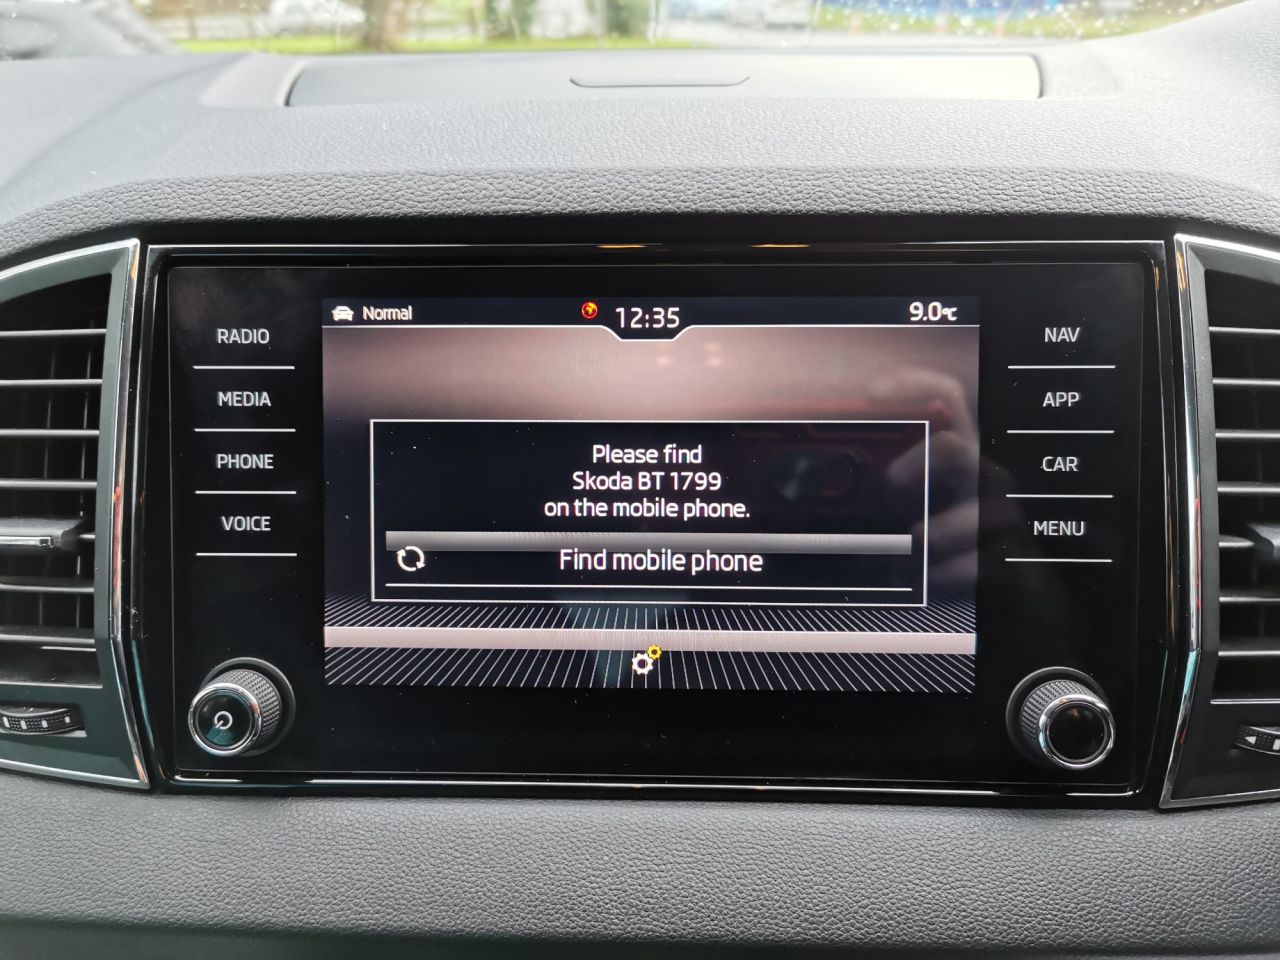 Normal
12:35
9.0°C
RADIO
MEDIA
PHONE
VOICE
Please find
Skoda BT 1799
on the mobile phone.
Find mobile phone
NAV
APP
CAR
MENU